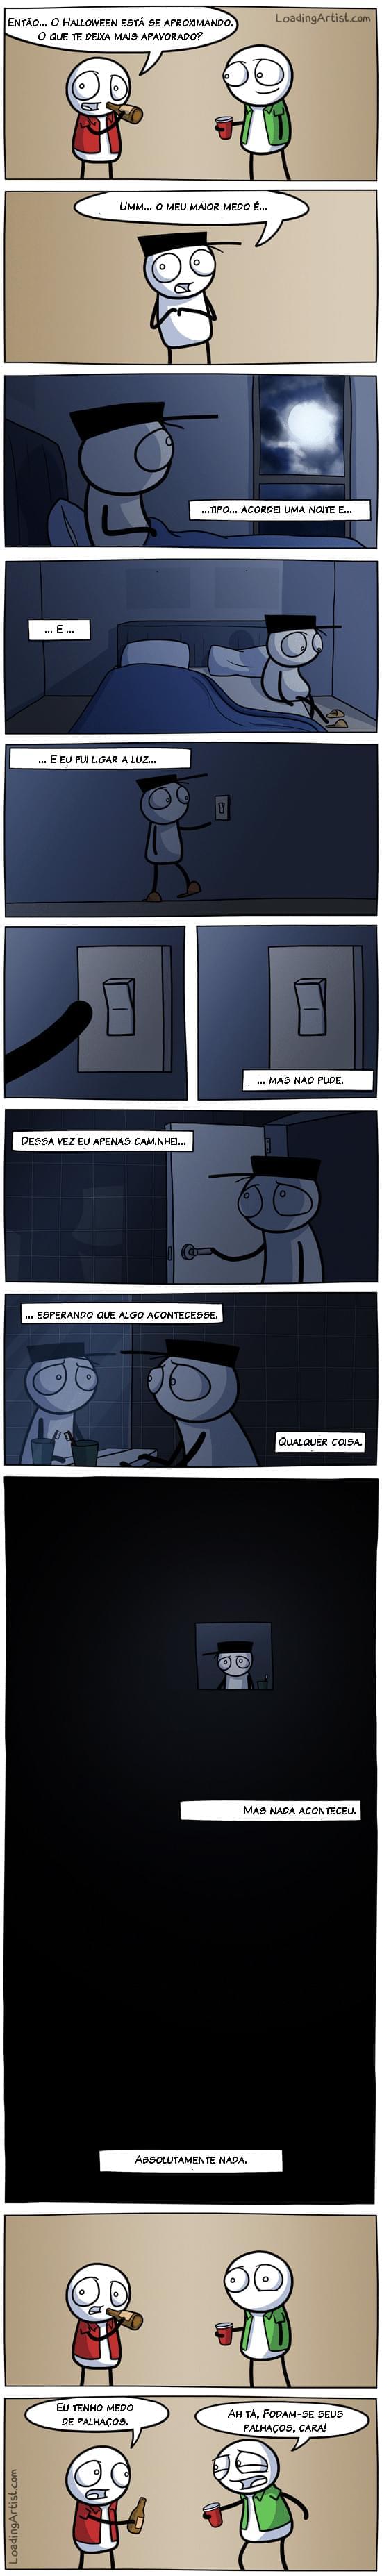 LoadingArtist.com
ENTÃO... O HALLOWEEN ESTÁ SE APROXIMANDO.
O QUE TE DEIXA MAIS APAVORADO?
UMM... O MEU MAIOR MEDO É...
...TIPO... ACORDEI UMA NOITE E...
... E ...
... E EU FUI LIGAR A LUZ...
... MAS NÃO PUDE.
DESSA VEZ EU APENAS CAMINHEI...
... ESPERANDO QUE ALGO ACONTECESSE.
QUALQUER COISA.
MAS NADA ACONTECEU.
ABSOLUTAMENTE NADA.
EU TENHO MEDO
DE PALHAÇOS.
AH TÁ, FODAM-SE SEUS
PALHAÇOS, CARA!
LoadingArtist.com